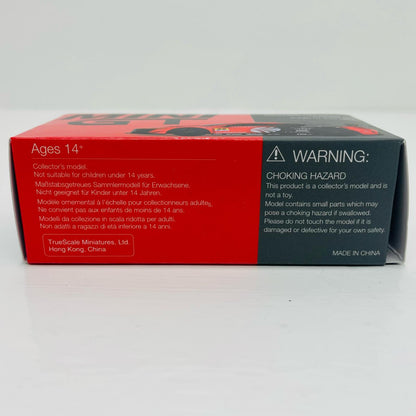 Ages 14+
Collector's model.
Not suitable for children under 14 years.
Maßstabsgetreues Sammlermodell für Erwachsene.
Nicht geeignet für Kinder unter 14 Jahren.
Modèle ornemental à l'échelle pour collectionneurs adultes,
Ne convient pas aux enfants de moins de 14 ans.
Modelli da collezione in scala ridotta per adulti.
Non adatti a ragazzi di età inferiore a 14 anni.
TrueScale Miniatures, Ltd.
Hong Kong, China
WARNING:
CHOKING HAZARD
This product is a collector's model and is
not a toy.
Model contains small parts which may
pose a choking hazard if swallowed.
Please do not touch the model if it is
damaged or defective for your own safety.
MADE IN CHINA